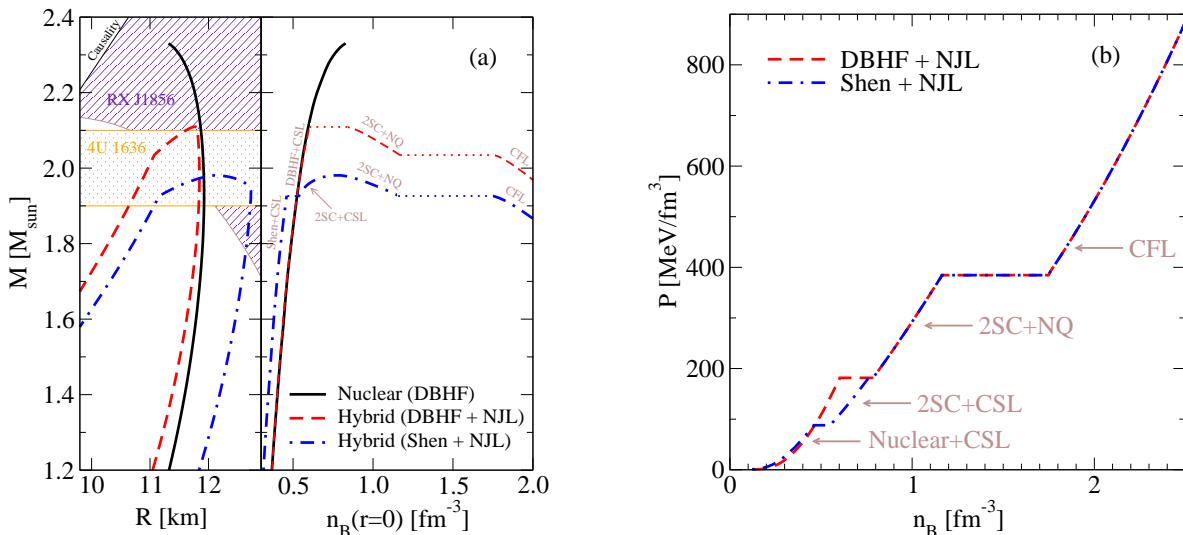 2.4
2.2
2.0
1.8
1.6
1.4
1.2
M [M_sun]
Causality
RX J1856
4U 1636
10
11
12
R [km]
(a)
DBHF+CSL
2SC+NQ
CFL
Shen+CSL
2SC+NQ
CFL
2SC+CSL
Nuclear (DBHF)
Hybrid (DBHF + NJL)
Hybrid (Shen + NJL)
0.5
1.0
1.5
2.0
n_B(r=0) [fm^-3]
800
600
400
200
0
P [MeV/fm^3]
DBHF + NJL
Shen + NJL
(b)
CFL
2SC+NQ
2SC+CSL
Nuclear+CSL
0
1
2
n_B [fm^-3]